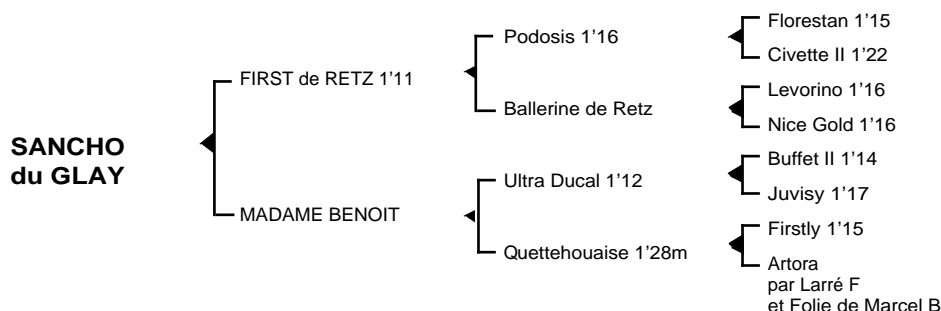 SANCHO
du GLAY
FIRST de RETZ 1’11
MADAME BENOIT
Podosis 1’16
Ballerine de Retz
Ultra Ducal 1’12
Quettehouaise 1’28m
Florestan 1’15
Civette II 1’22
Levorino 1’16
Nice Gold 1’16
Buffet II 1’14
Juvisy 1’17
Firstly 1’15
Artora
par Larré F
et Folie de Marcel B